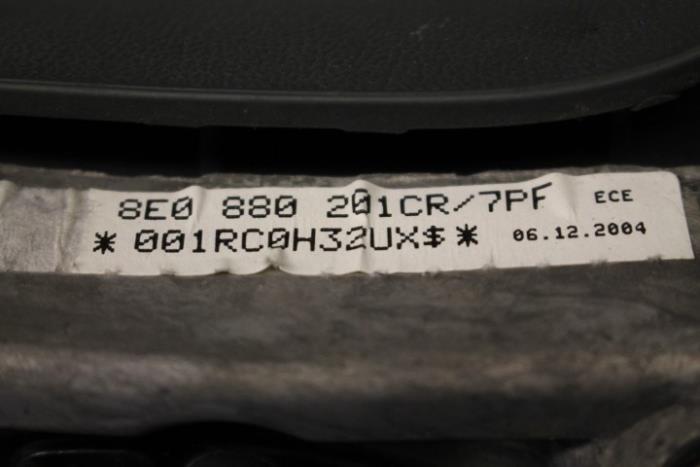 8E0 880 201CR/7PF ECE
*001RC0H32UX$* 06.12.2004